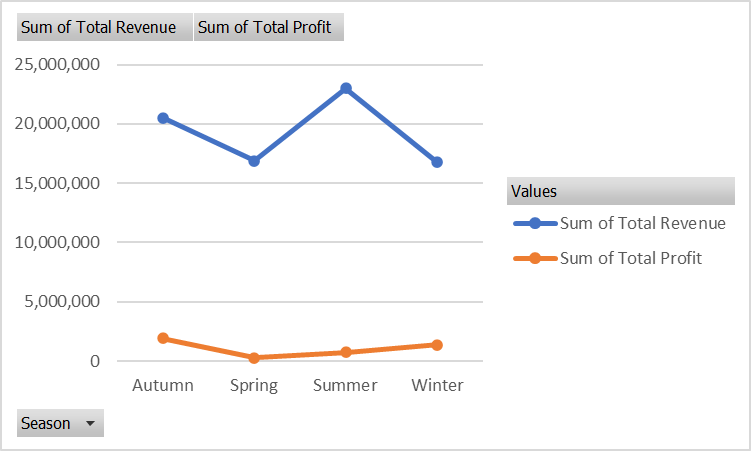 Sum of Total Revenue Sum of Total Profit
25,000,000
20,000,000
15,000,000
10,000,000
5,000,000
0
Autumn Spring Summer Winter
Values
Sum of Total Revenue
Sum of Total Profit
Season